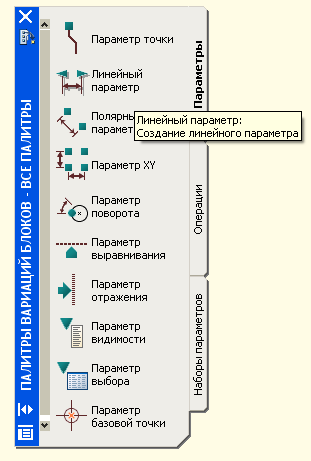 ПАЛИТРЫ ВАРИАЦИЙ БЛОКОВ - ВСЕ ПАЛИТРЫ
Параметр точки
Линейный
параметр
Полярны
парамет
Линейный параметр:
Создание линейного параметра
Параметр XY
Параметр
поворота
Параметр
выравнивания
Параметр
отражения
Параметр
видимости
Параметр
выбора
Параметр
базовой точки
Параметры
Операции
Наборы параметров